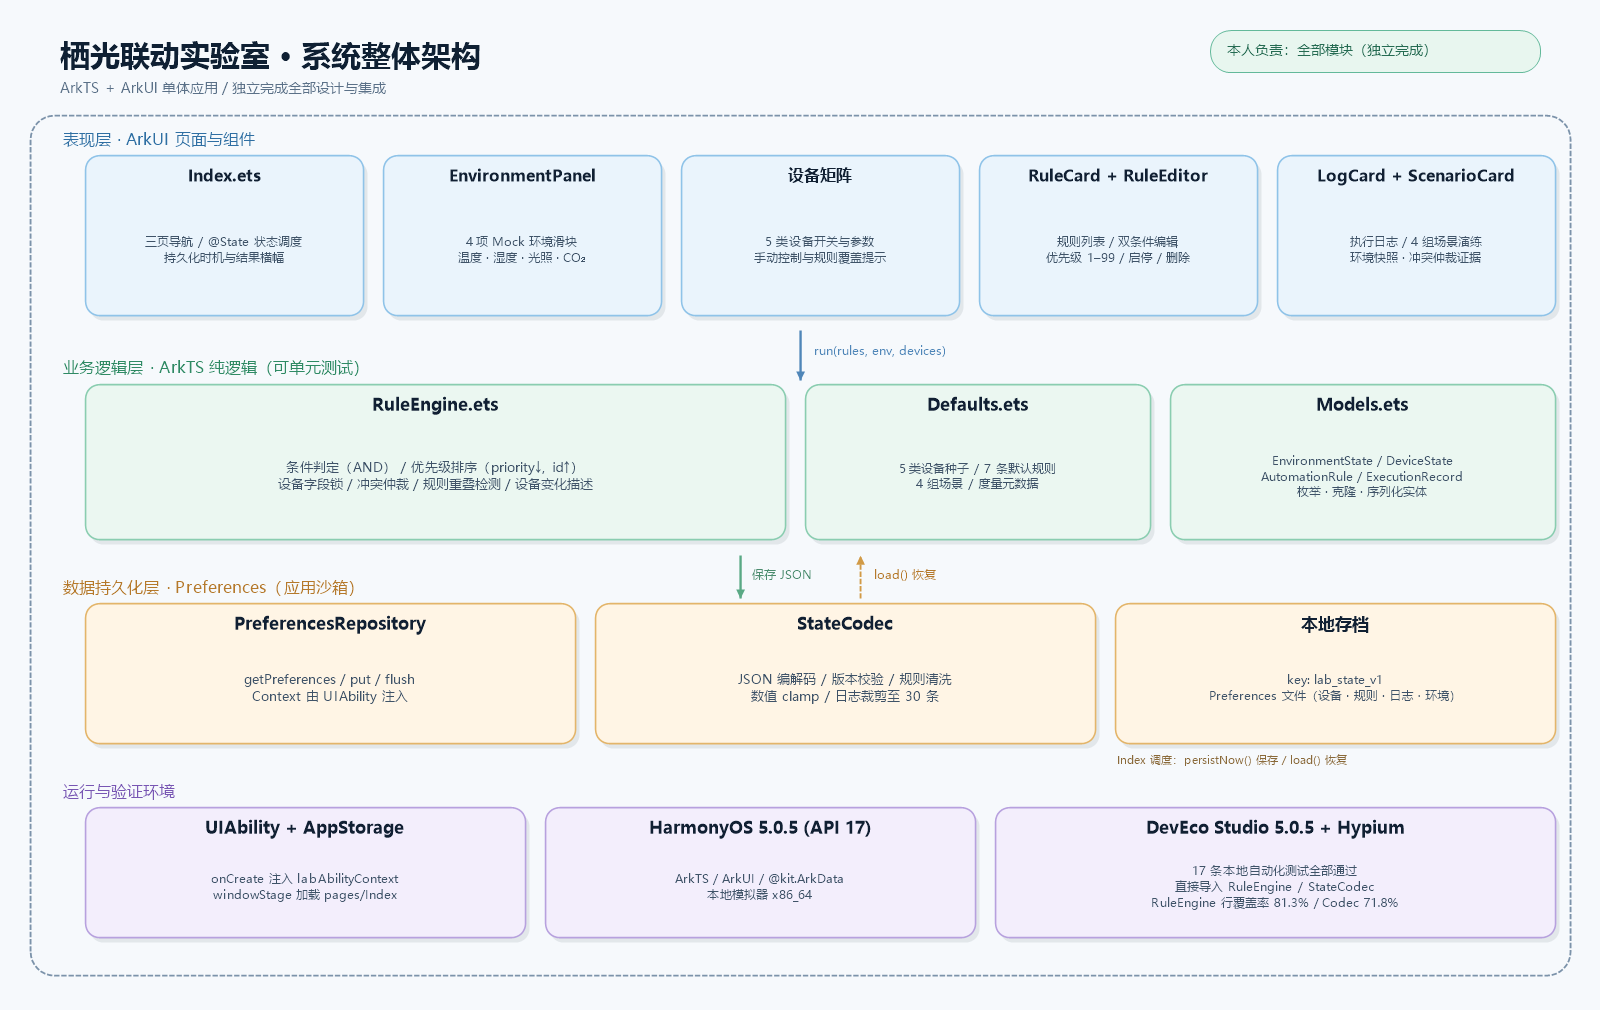 栖光联动实验室 · 系统整体架构
本人负责：全部模块（独立完成）
ArkTS + ArkUI 单体应用 / 独立完成全部设计与集成
表现层 · ArkUI 页面与组件
Index.ets
三页导航 / @State 状态调度
持久化时机与结果横幅
EnvironmentPanel
4 项 Mock 环境滑块
温度 · 湿度 · 光照 · CO₂
设备矩阵
5 类设备开关与参数
手动控制与规则覆盖提示
RuleCard + RuleEditor
规则列表 / 双条件编辑
优先级 1–99 / 启停 / 删除
LogCard + ScenarioCard
执行日志 / 4 组场景演练
环境快照 · 冲突仲裁证据
run(rules, env, devices)
业务逻辑层 · ArkTS 纯逻辑（可单元测试）
RuleEngine.ets
条件判定（AND） / 优先级排序（priority↓, id↑）
设备字段锁 / 冲突仲裁 / 规则重叠检测 / 设备变化描述
Defaults.ets
5 类设备种子 / 7 条默认规则
4 组场景 / 度量元数据
Models.ets
EnvironmentState / DeviceState
AutomationRule / ExecutionRecord
枚举 · 克隆 · 序列化实体
保存 JSON
load() 恢复
数据持久化层 · Preferences（应用沙箱）
PreferencesRepository
getPreferences / put / flush
Context 由 UIAbility 注入
StateCodec
JSON 编解码 / 版本校验 / 规则清洗
数值 clamp / 日志裁剪至 30 条
本地存档
key: lab_state_v1
Preferences 文件（设备 · 规则 · 日志 · 环境）
Index 调度：persistNow() 保存 / load() 恢复
运行与验证环境
UIAbility + AppStorage
onCreate 注入 labAbilityContext
windowStage 加载 pages/Index
HarmonyOS 5.0.5 (API 17)
ArkTS / ArkUI / @kit.ArkData
本地模拟器 x86_64
DevEco Studio 5.0.5 + Hypium
17 条本地自动化测试全部通过
直接导入 RuleEngine / StateCodec
RuleEngine 行覆盖率 81.3% / Codec 71.8%